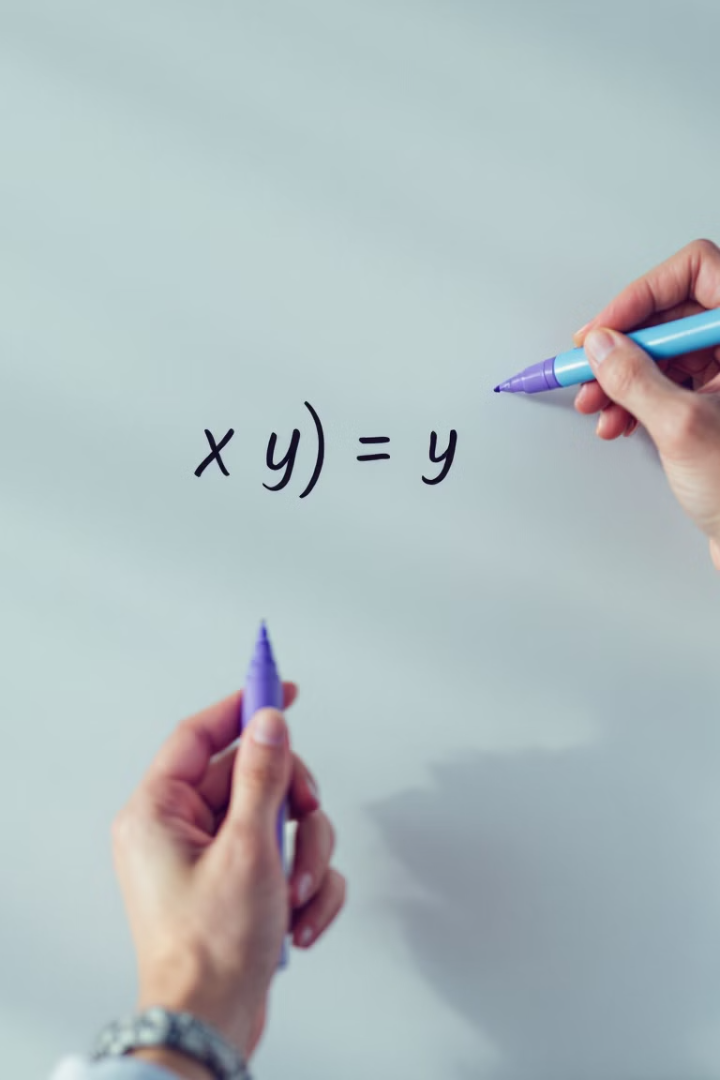 x y) = y